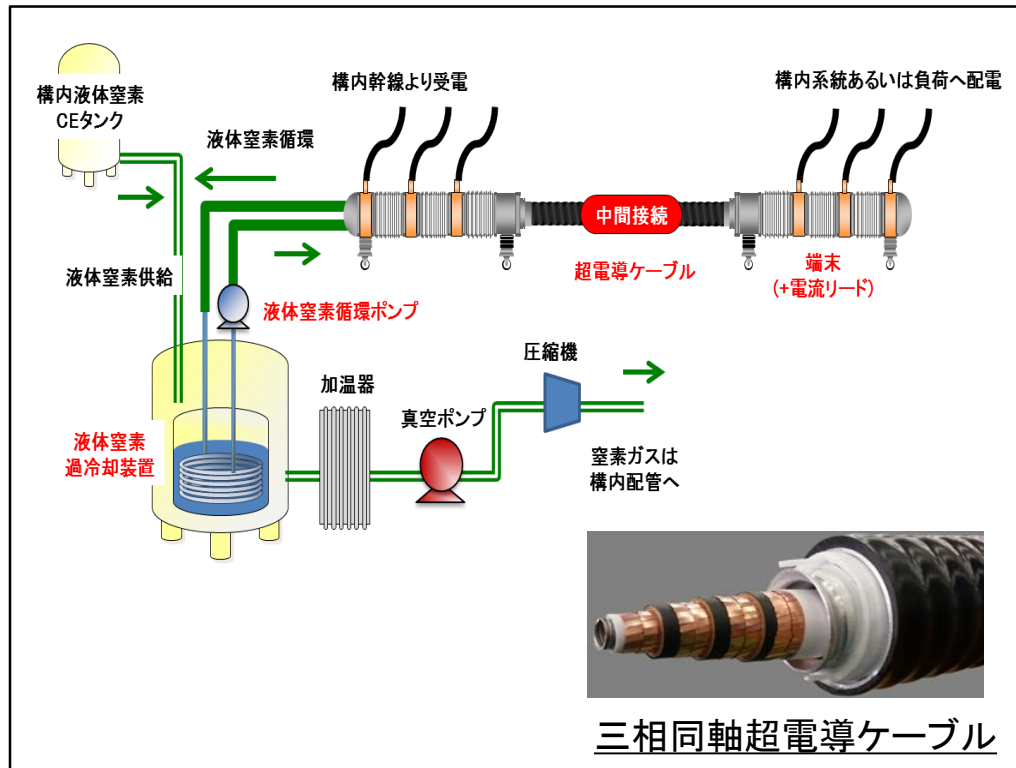 構内液体窒素
CEタンク
構内幹線より受電
構内系統あるいは負荷へ配電
液体窒素循環
中間接続
超電導ケーブル
端末
(+電流リード)
液体窒素供給
液体窒素循環ポンプ
圧縮機
加温器
真空ポンプ
液体窒素
過冷却装置
窒素ガスは
構内配管へ
三相同軸超電導ケーブル